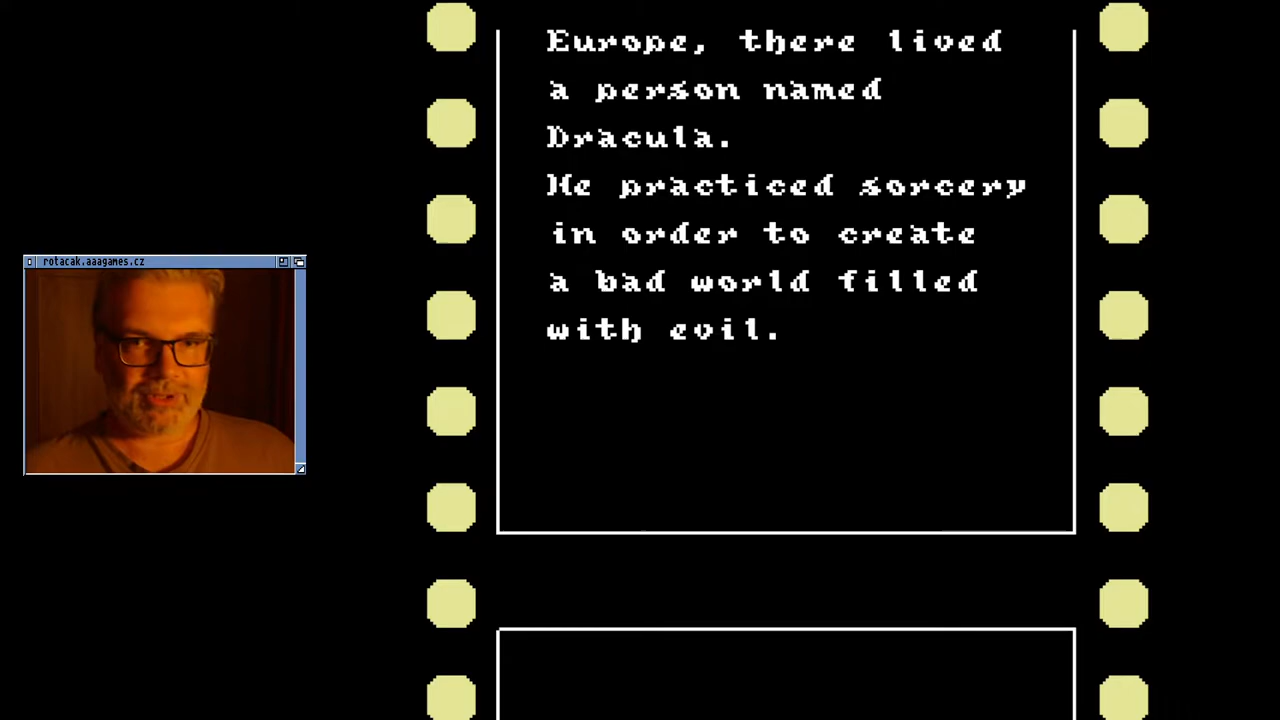 Europe, there lived
a person named
Dracula.
He practiced sorcery
in order to create
a bad world filled
with evil.
rotacak.aaagames.cz